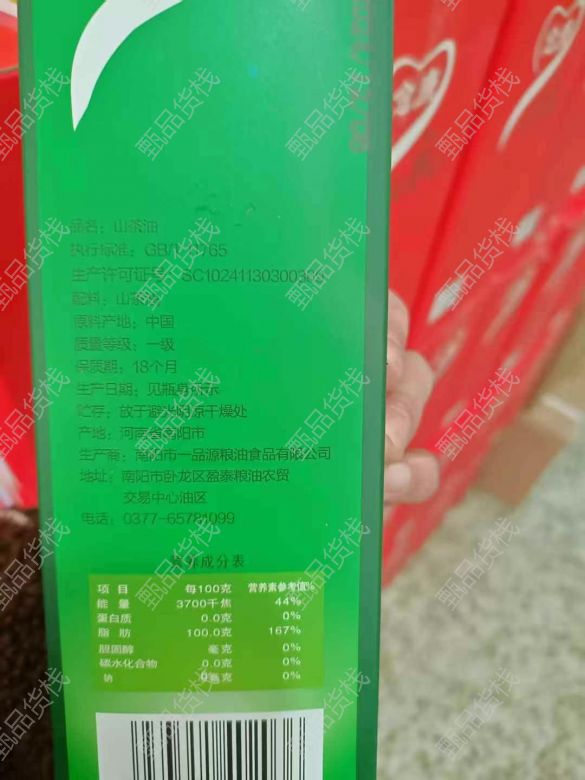 品名：山茶油
执行标准：GB/T 11765
生产许可证号：SC10241130300
配料：山茶油
原料产地：中国
质量等级：一级
保质期：18个月
生产日期：见瓶身所示
贮存：放于避光阴凉干燥处
产地：河南省南阳市
生产商：南阳市一品源粮油食品有限公司
地址：南阳市卧龙区盈泰粮油农贸
交易中心油区
电话：0377-65781099
营养成分表
项 目 每100克 营养素参考值%
能 量 3700千焦 44%
蛋白质 0.0克 0%
脂 肪 100.0克 167%
胆固醇 毫克 0%
碳水化合物 0.0克 0%
钠 0毫克 0%
甄品货栈